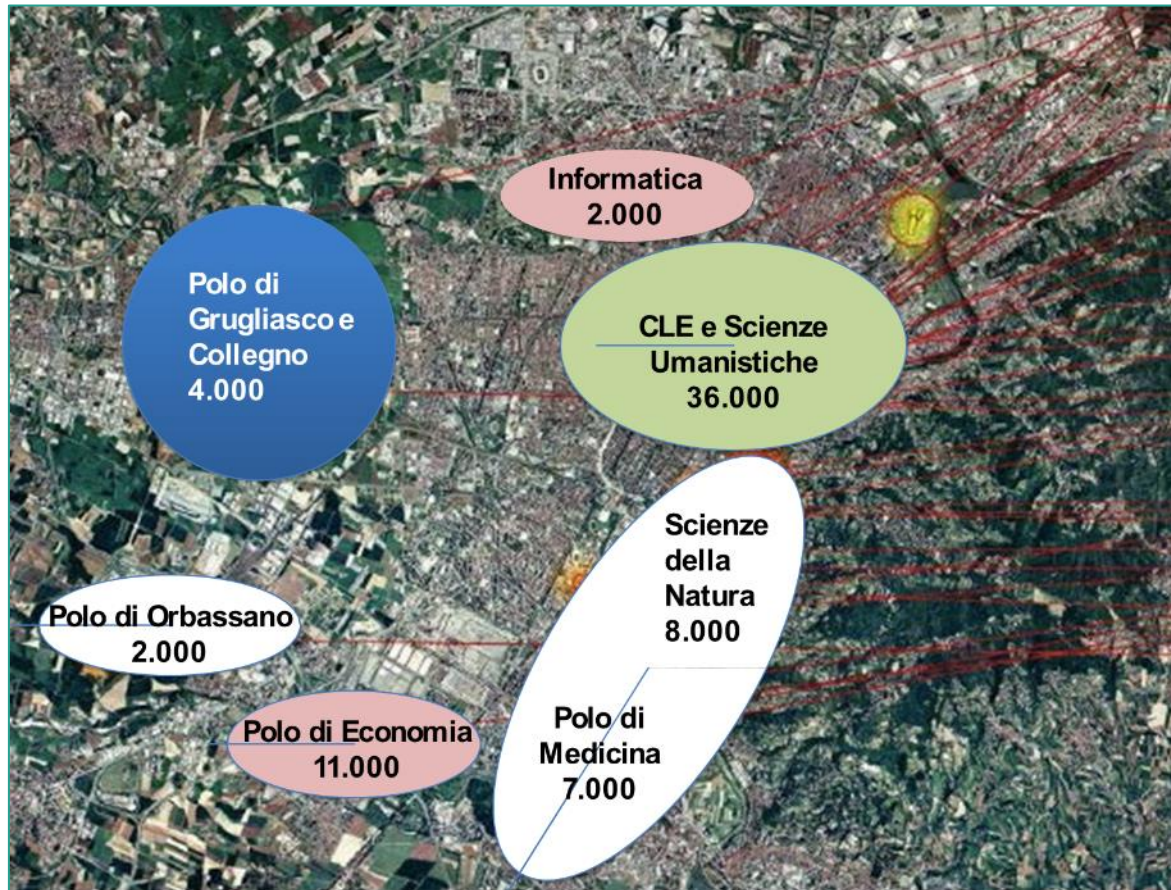 Informatica
2.000
Polo di
Grugliasco e
Collegno
4.000
CLE e Scienze
Umanistiche
36.000
Scienze
della
Natura
8.000
Polo di Orbassano
2.000
Polo di Economia
11.000
Polo di
Medicina
7.000